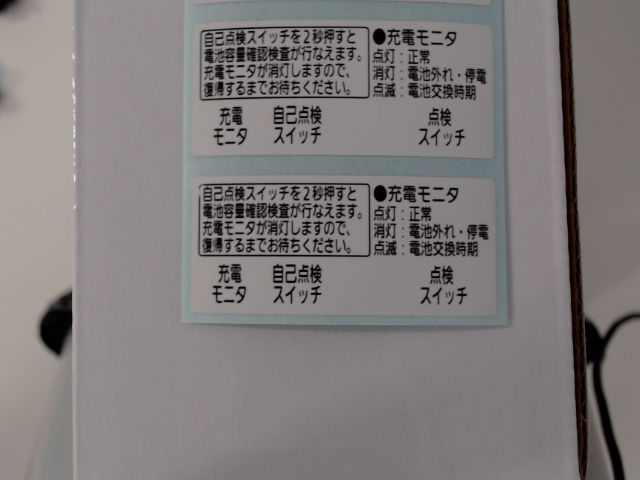 自己点検スイッチを2秒押すと
電池容量確認検査が行なえます。
充電モニタが消灯しますので、
復帰するまでお待ちください。
●充電モニタ
点灯：正常
消灯：電池外れ・停電
点滅：電池交換時期
充電 自己点検 点検
モニタ スイッチ スイッチ
自己点検スイッチを2秒押すと
電池容量確認検査が行なえます。
充電モニタが消灯しますので、
復帰するまでお待ちください。
●充電モニタ
点灯：正常
消灯：電池外れ・停電
点滅：電池交換時期
充電 自己点検 点検
モニタ スイッチ スイッチ